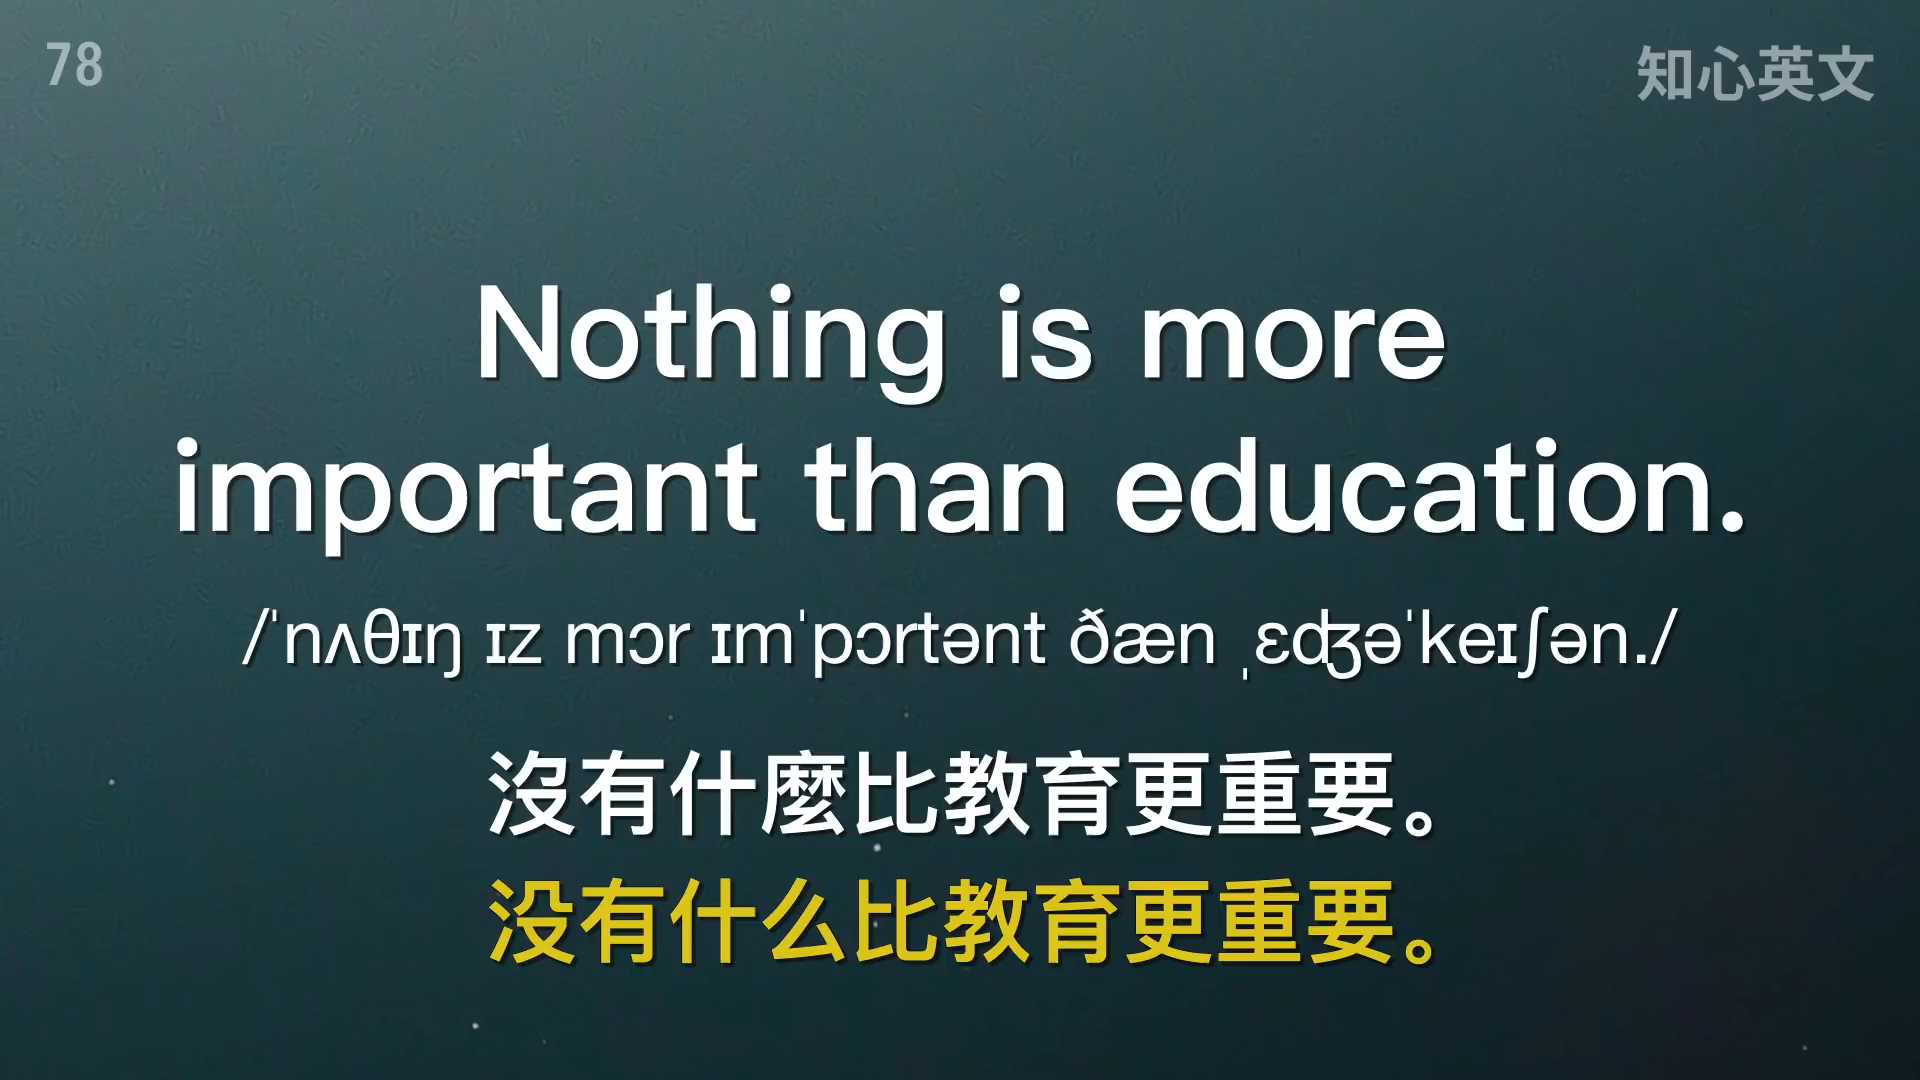 78
知心英文
Nothing is more
important than education.
/ˈnʌθɪŋ ɪz mɔr ɪmˈpɔrtənt ðæn ˌɛʤəˈkeɪʃən./
沒有什麼比教育更重要。
没有什么比教育更重要。